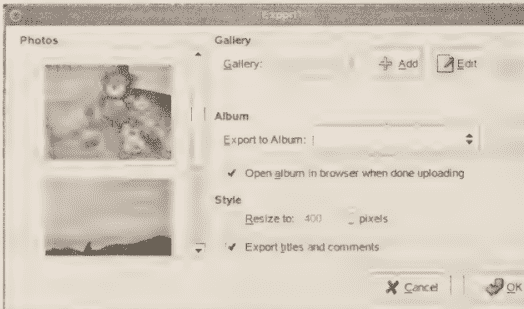 Export
Photos
Gallery
Gallery:
Add
Edit
Album
Export to Album:
✔ Open album in browser when done uploading
Style
Resize to: 400 pixels
✔ Export titles and comments
Cancel
OK